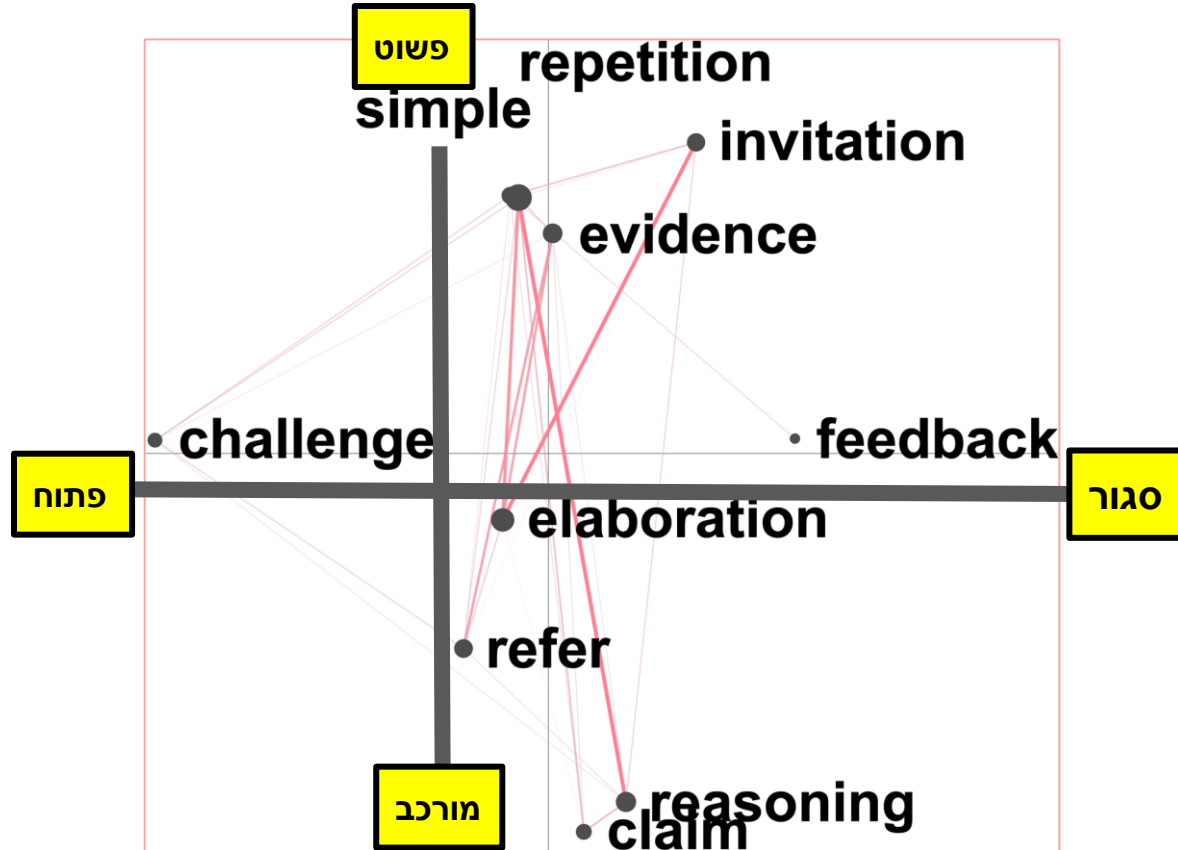 פשוט
repetition
simple
invitation
evidence
challenge
feedback
פתוח
סגור
elaboration
refer
מורכב
reasoning
claim